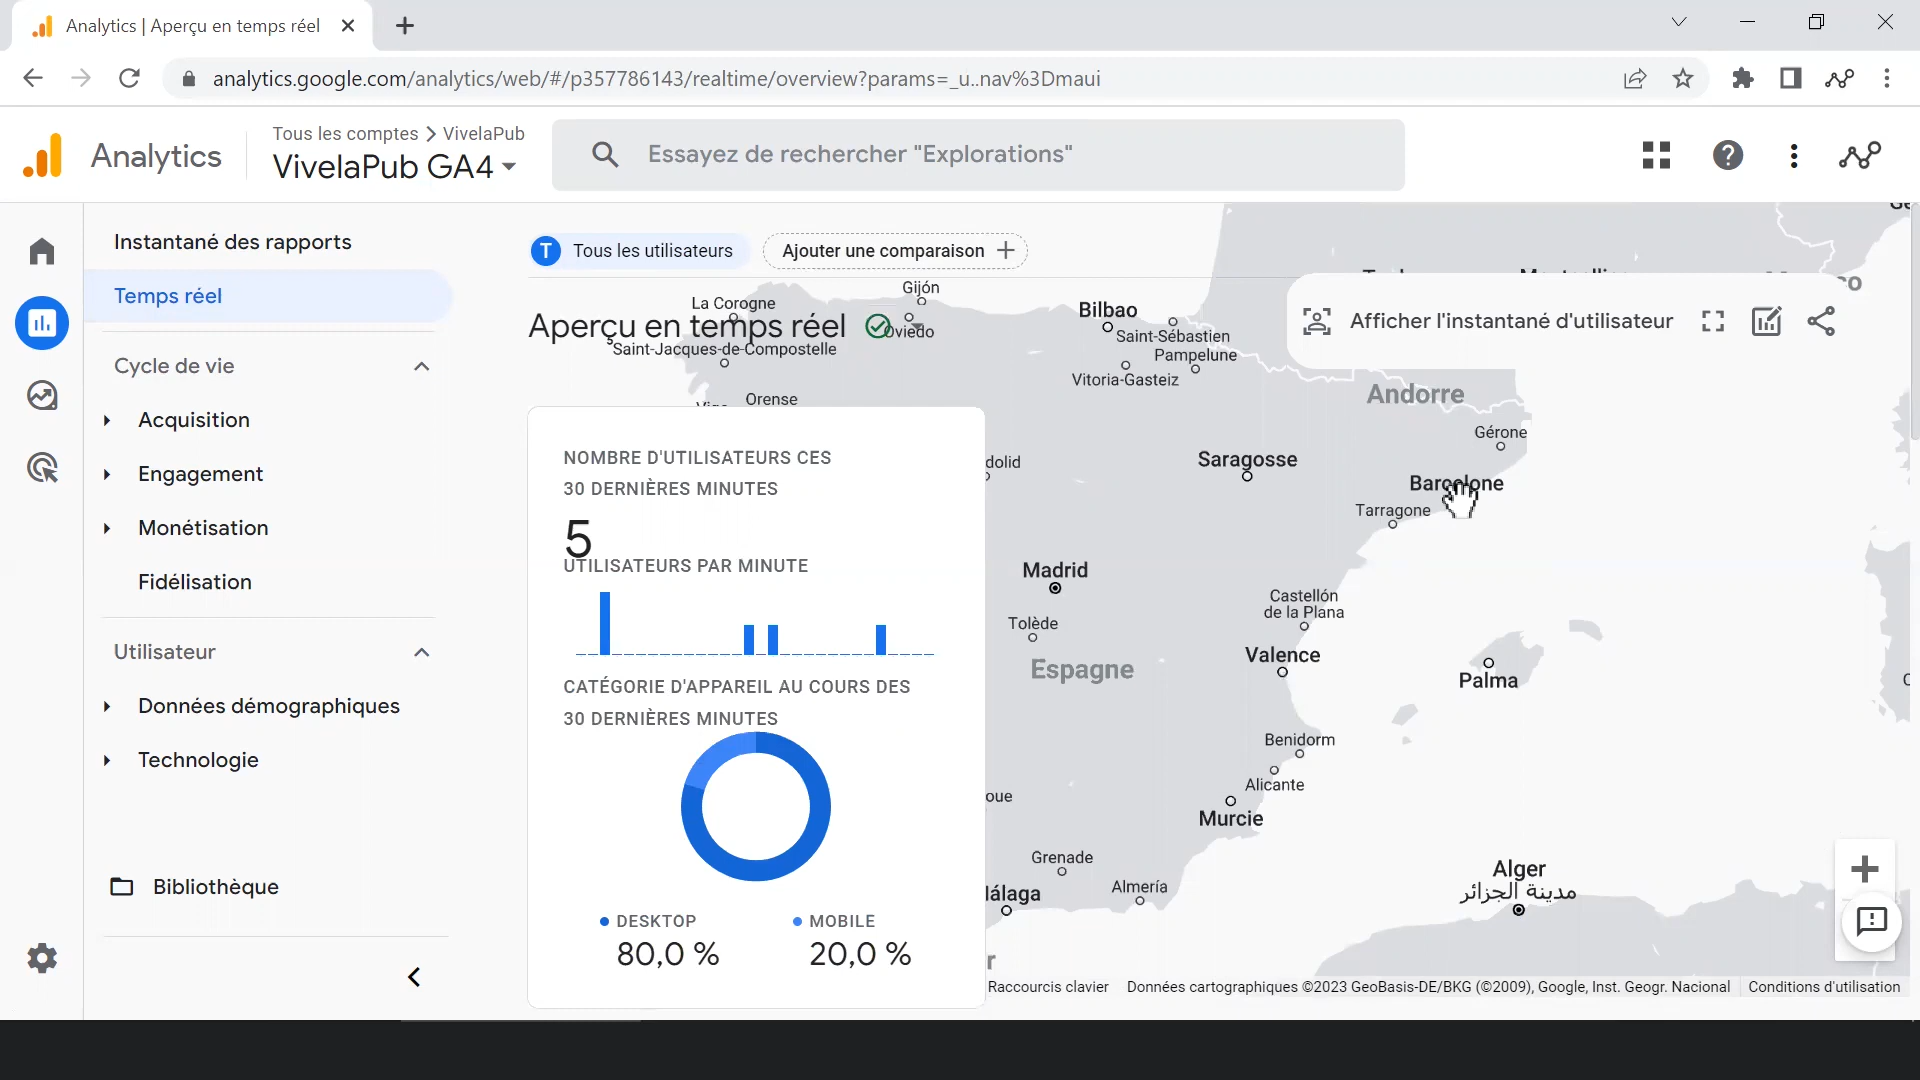 Analytics | Aperçu en temps réel
analytics.google.com/analytics/web/#/p357786143/realtime/overview?params=_u..nav%3Dmaui
Analytics
Tous les comptes > VivelaPub
VivelaPub GA4
Essayez de rechercher "Explorations"
Instantané des rapports
Temps réel
Cycle de vie
Acquisition
Engagement
Monétisation
Fidélisation
Utilisateur
Données démographiques
Technologie
Bibliothèque
T Tous les utilisateurs
Ajouter une comparaison +
Aperçu en temps réel
Afficher l'instantané d'utilisateur
NOMBRE D'UTILISATEURS CES
30 DERNIÈRES MINUTES
5
UTILISATEURS PAR MINUTE
CATÉGORIE D'APPAREIL AU COURS DES
30 DERNIÈRES MINUTES
DESKTOP
80,0 %
MOBILE
20,0 %
La Corogne
Gijón
Oviedo
Saint-Jacques-de-Compostelle
Orense
Bilbao
Saint-Sébastien
Pampelune
Vitoria-Gasteiz
Andorre
Gérone
Saragosse
Barcelone
Tarragone
dolid
Madrid
Castellón
de la Plana
Tolède
Valence
Espagne
Palma
Benidorm
Alicante
oue
Murcie
Grenade
Almería
álaga
Alger
مدينة الجزائر
Raccourcis clavier
Données cartographiques ©2023 GeoBasis-DE/BKG (©2009), Google, Inst. Geogr. Nacional
Conditions d'utilisation